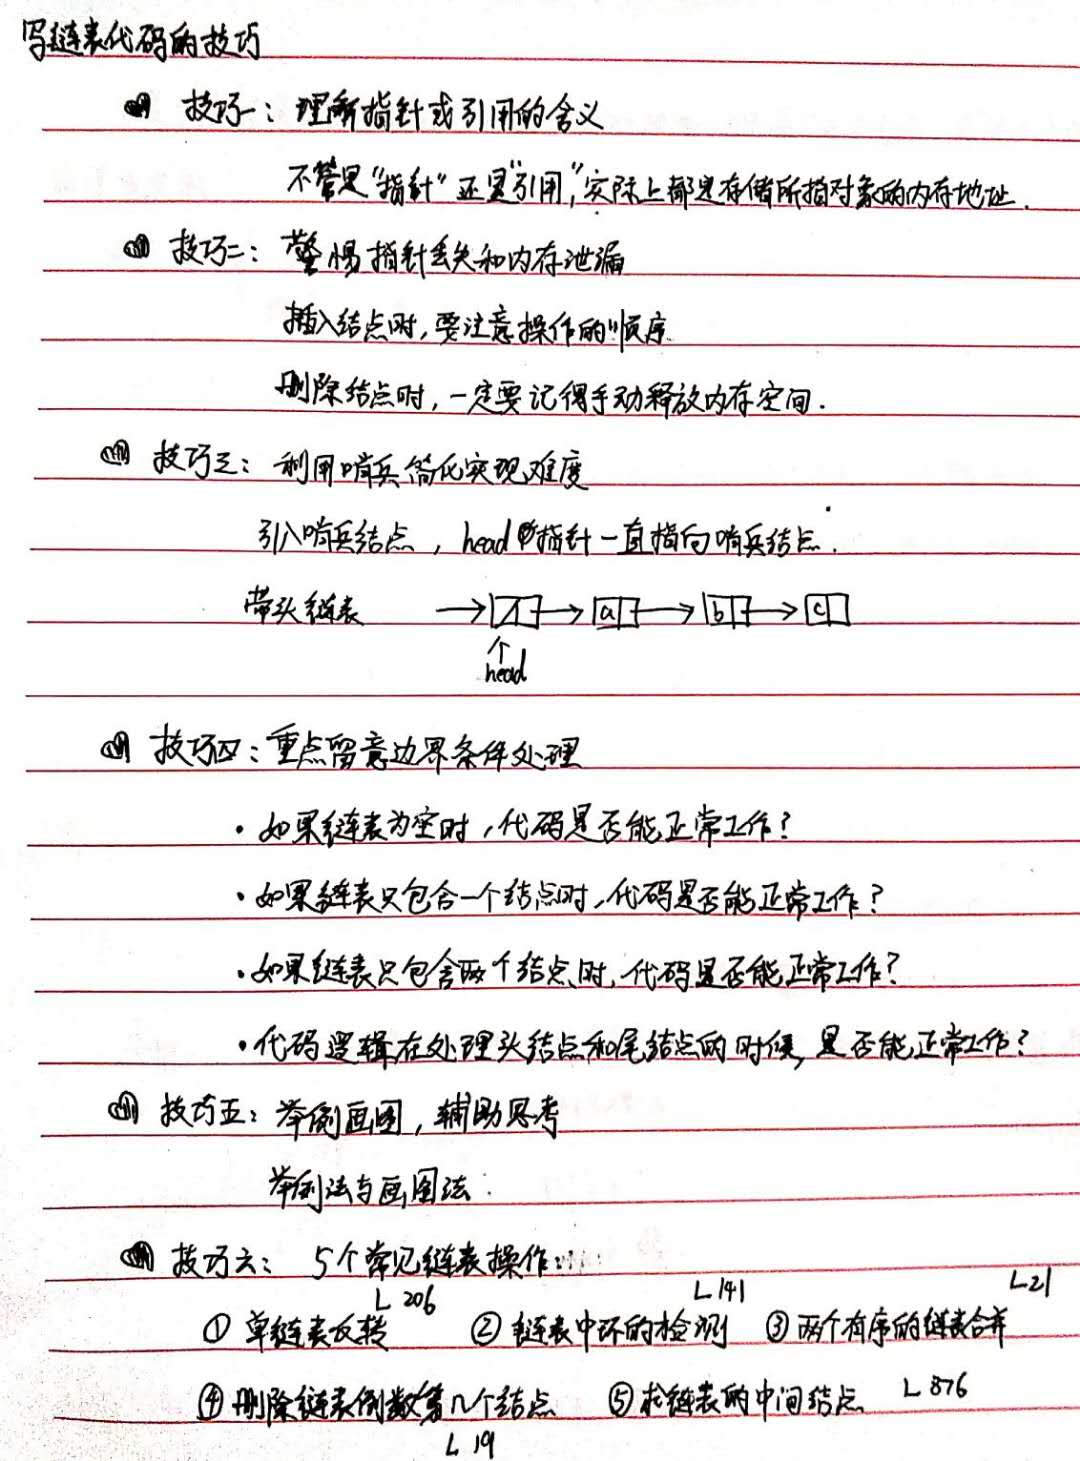 写链表代码的技巧
技巧一：理解指针或引用的含义
不管是“指针”还是“引用”，实际上都是存储所指对象的内存地址.
技巧二：警惕指针丢失和内存泄漏
插入结点时，要注意操作的顺序.
删除结点时，一定要记得手动释放内存空间.
技巧三：利用哨兵简化实现难度
引入哨兵结点，head指针一直指向哨兵结点.
带头链表 a b c
head
技巧四：重点留意边界条件处理
·如果链表为空时，代码是否能正常工作？
·如果链表只包含一个结点时，代码是否能正常工作？
·如果链表只包含两个结点时，代码是否能正常工作？
·代码逻辑在处理头结点和尾结点的时候，是否能正常工作？
技巧五：举例画图，辅助思考
举例法与画图法.
技巧六：5个常见链表操作：
L 206 L 141 L21
① 单链表反转 ② 链表中环的检测 ③ 两个有序的链表合并
④ 删除链表倒数第n个结点 ⑤ 求链表的中间结点 L 876
L 19